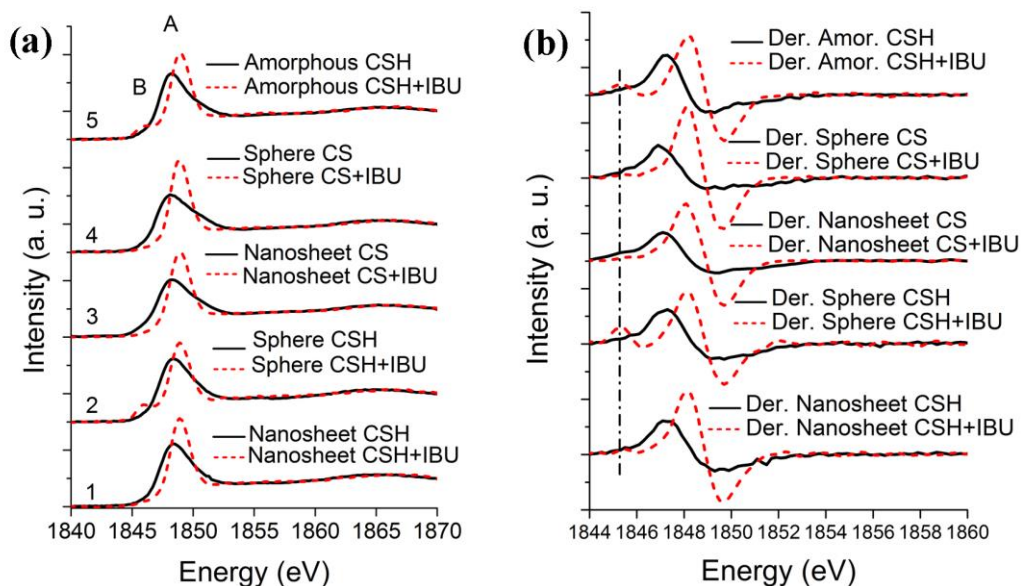 (a)
A
B
Amorphous CSH
Amorphous CSH+IBU
5
Sphere CS
Sphere CS+IBU
4
Nanosheet CS
Nanosheet CS+IBU
3
Sphere CSH
Sphere CSH+IBU
2
Nanosheet CSH
Nanosheet CSH+IBU
1
Intensity (a. u.)
1840 1845 1850 1855 1860 1865 1870
Energy (eV)
(b)
Der. Amor. CSH
Der. Amor. CSH+IBU
Der. Sphere CS
Der. Sphere CS+IBU
Der. Nanosheet CS
Der. Nanosheet CS+IBU
Der. Sphere CSH
Der. Sphere CSH+IBU
Der. Nanosheet CSH
Der. Nanosheet CSH+IBU
Intensity (a. u.)
1844 1846 1848 1850 1852 1854 1856 1858 1860
Energy (eV)